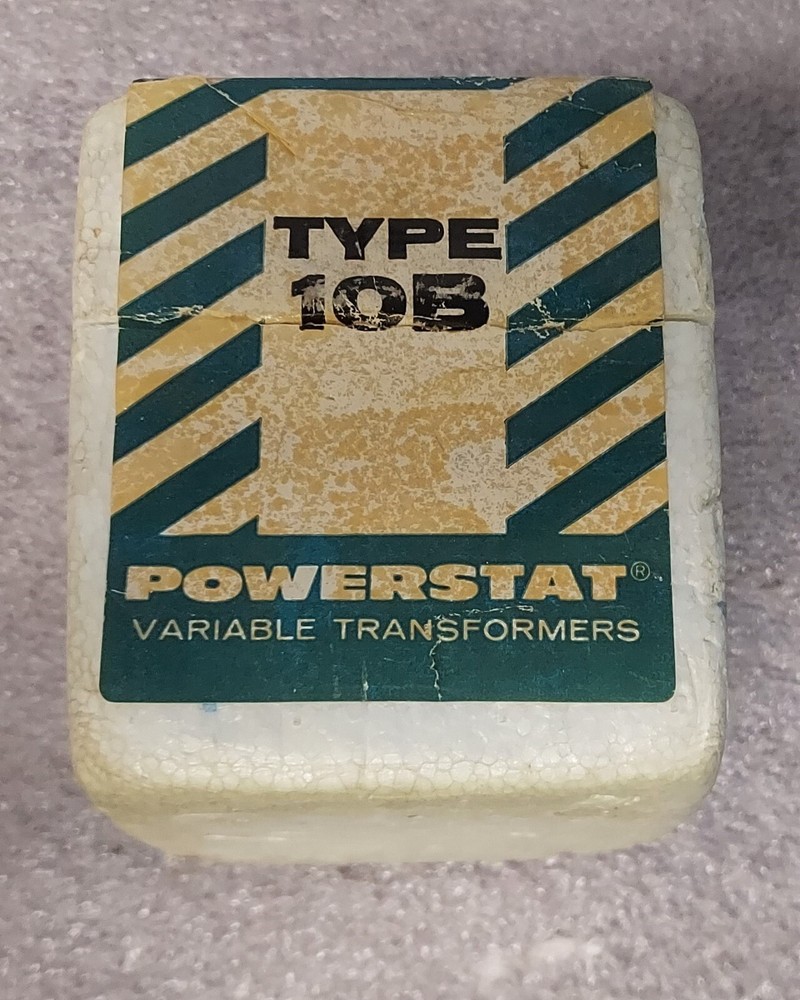 TYPE
10B
POWERSTAT®
VARIABLE TRANSFORMERS